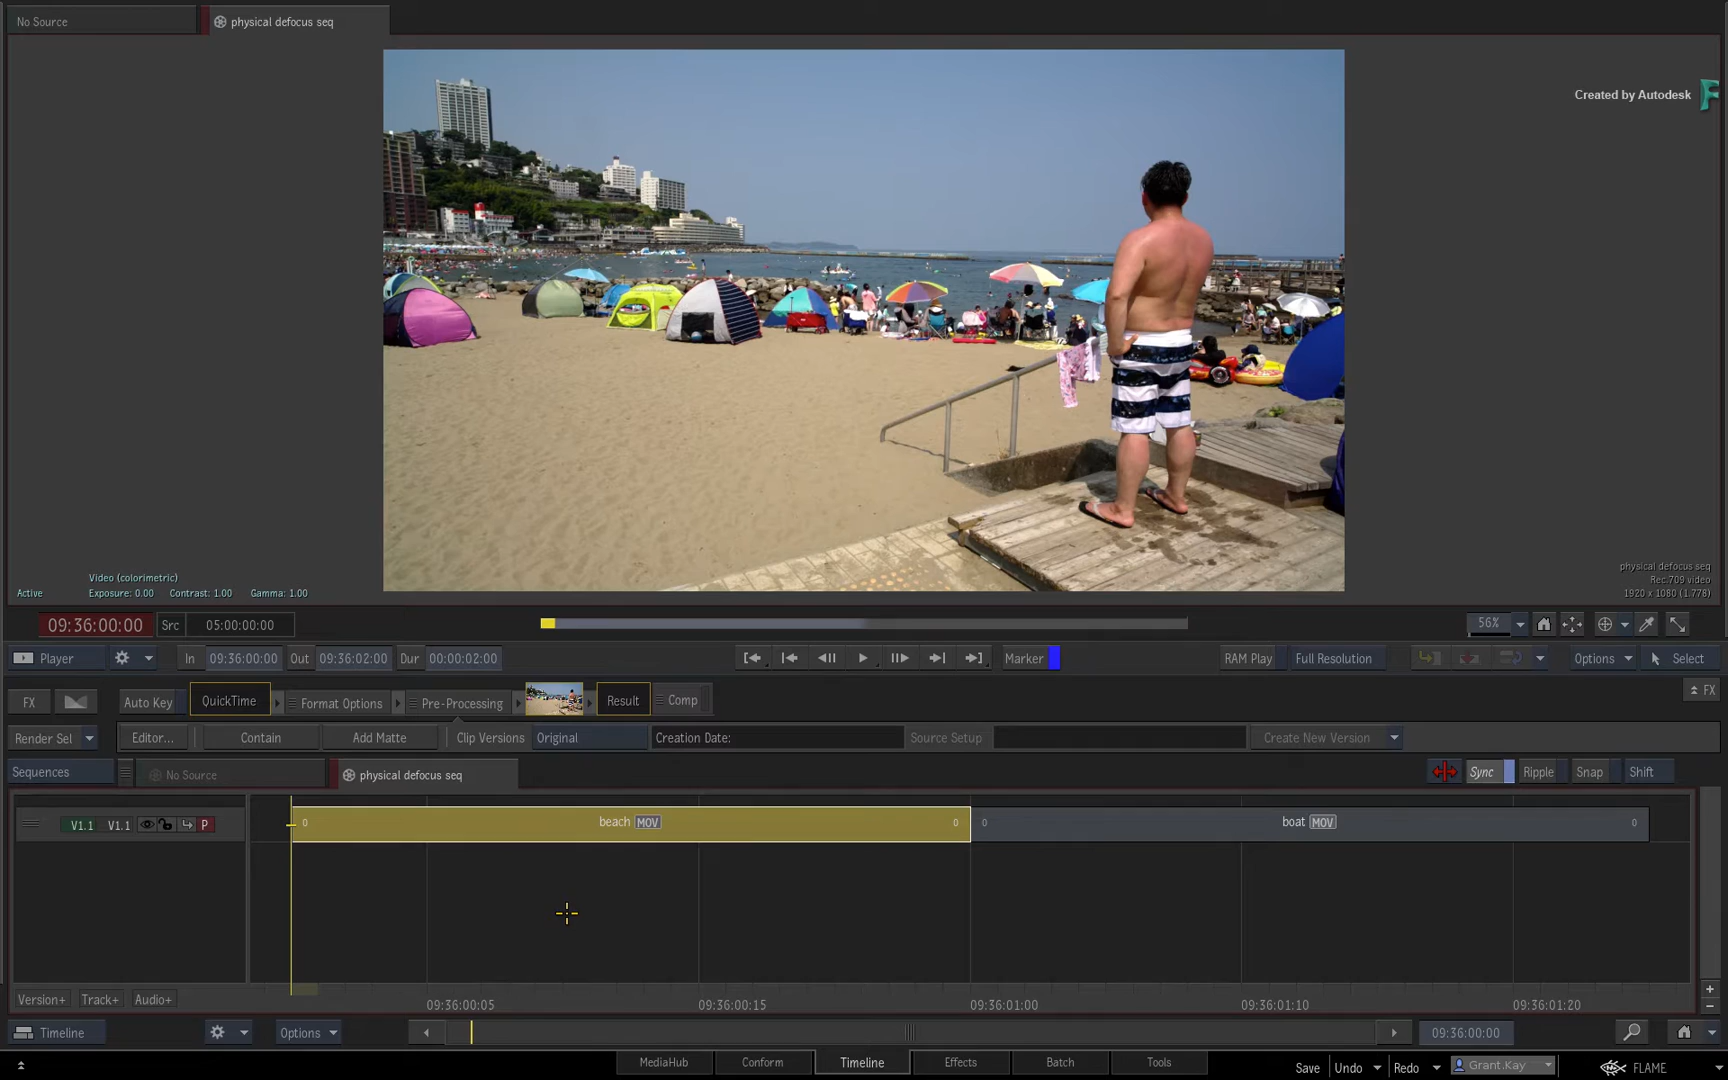 No Source
physical defocus seq
Created by Autodesk
Video (colorimetric)
Active Exposure: 0.00 Contrast: 1.00 Gamma: 1.00
physical defocus seq
Rec.709 video
1920 x 1080 (1.778)
09:36:00:00 Src 05:00:00:00 56%
Player In 09:36:00:00 Out 09:36:02:00 Dur 00:00:02:00 Marker RAM Play Full Resolution Options Select
FX Auto Key QuickTime Format Options Pre-Processing Result Comp FX
Render Sel Editor... Contain Add Matte Clip Versions Original Creation Date: Source Setup Create New Version
Sequences No Source physical defocus seq Sync Ripple Snap Shift
V1.1 V1.1 P 0 beach MOV 0 0 boat MOV 0
Version+ Track+ Audio+ 09:36:00:05 09:36:00:15 09:36:01:00 09:36:01:10 09:36:01:20
Timeline Options 09:36:00:00
MediaHub Conform Timeline Effects Batch Tools Save Undo Redo Grant.Kay FLAME